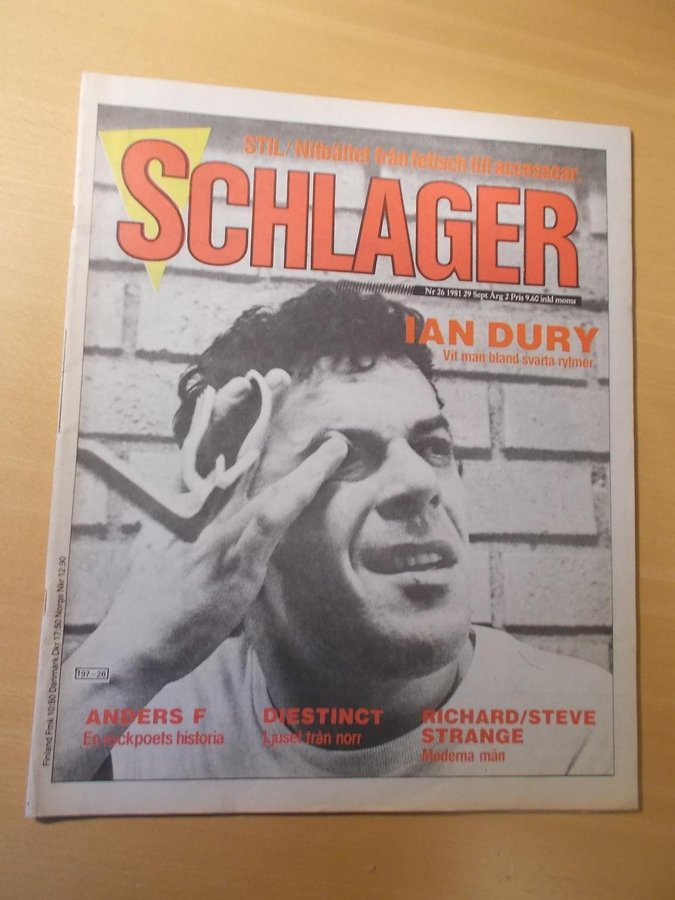 STIL/Nitbältet från fetisch till accessoar.
SCHLAGER
Nr 26 1981 29 Sept Årg 2 Pris 9.60 inkl moms
IAN DURY
Vit man bland svarta rytmer.
Finland Fmk 10:50 Danmark Dkr 17:50 Norge Nkr 12:90
197-26
ANDERS F
En rockpoets historia
DIESTINCT
Ljuset från norr
RICHARD/STEVE
STRANGE
Moderna män